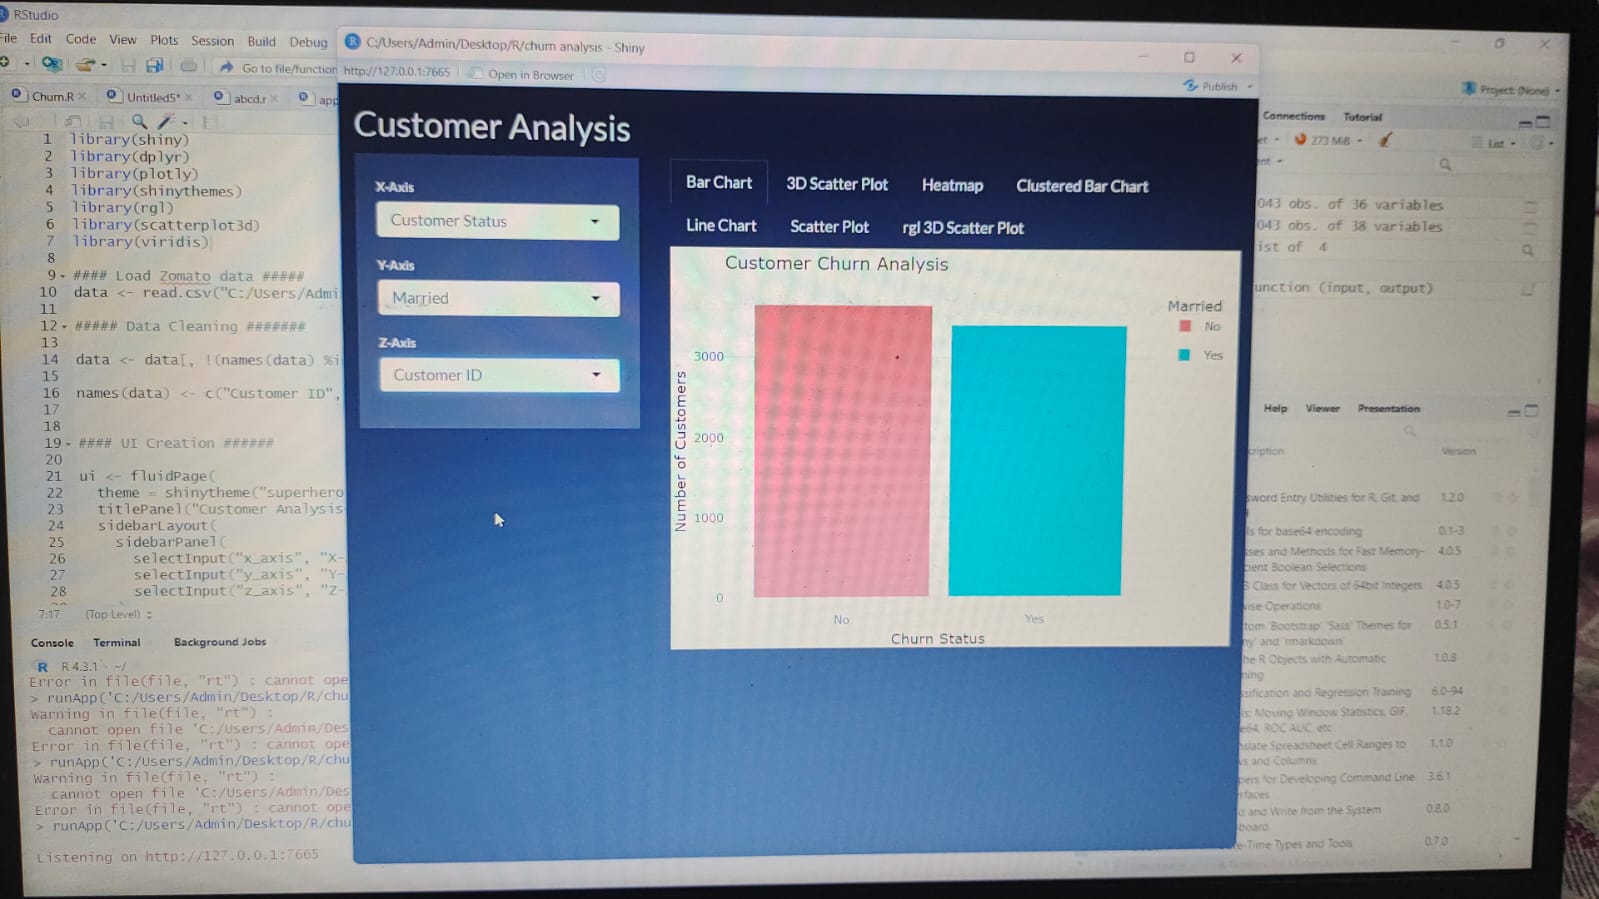 RStudio
File Edit Code View Plots Session Build Debug
Go to file/function
Churn.R
Untitled5*
abcd.r
app
1 library(shiny)
2 library(dplyr)
3 library(plotly)
4 library(shinythemes)
5 library(rgl)
6 library(scatterplot3d)
7 library(viridis)
8
9 #### Load Zomato data #####
10 data <- read.csv("C:/Users/Admi
11
12 ##### Data Cleaning #######
13
14 data <- data[, !(names(data) %i
15
16 names(data) <- c("Customer ID",
17
18
19 #### UI Creation ######
20
21 ui <- fluidPage(
22 theme = shinytheme("superhero
23 titlePanel("Customer Analysis
24 sidebarLayout(
25 sidebarPanel(
26 selectInput("x_axis", "X-
27 selectInput("y_axis", "Y-
28 selectInput("z_axis", "Z-
7:17 (Top Level)
Console Terminal Background Jobs
R R 4.3.1 · ~/
Error in file(file, "rt") : cannot ope
> runApp('C:/Users/Admin/Desktop/R/chu
Warning in file(file, "rt") :
cannot open file 'C:/Users/Admin/Des
Error in file(file, "rt") : cannot ope
> runApp('C:/Users/Admin/Desktop/R/chu
Warning in file(file, "rt") :
cannot open file 'C:/Users/Admin/Des
Error in file(file, "rt") : cannot ope
> runApp('C:/Users/Admin/Desktop/R/chu
Listening on http://127.0.0.1:7665
C:/Users/Admin/Desktop/R/churn analysis - Shiny
http://127.0.0.1:7665 Open in Browser
Publish
Customer Analysis
X-Axis
Customer Status
Y-Axis
Married
Z-Axis
Customer ID
Bar Chart 3D Scatter Plot Heatmap Clustered Bar Chart
Line Chart Scatter Plot rgl 3D Scatter Plot
Customer Churn Analysis
Number of Customers
3000
2000
1000
0
No Yes
Churn Status
Married
No
Yes
Project: (None)
Connections Tutorial
273 MiB
List
043 obs. of 36 variables
043 obs. of 38 variables
ist of 4
unction (input, output)
Help Viewer Presentation
cription Version
sword Entry Utilities for R, Git, and 1.2.0
ls for base64 encoding 0.1-3
sses and Methods for Fast Memory- 4.0.5
cient Boolean Selections
S Class for Vectors of 64bit Integers 4.0.5
wise Operations 1.0-7
tom 'Bootstrap' 'Sass' Themes for 0.5.1
ny' and 'rmarkdown'
he R Objects with Automatic 1.0.8
ning
ssification and Regression Training 6.0-94
ls: Moving Window Statistics, GIF, 1.18.2
e64, ROC AUC, etc
nslate Spreadsheet Cell Ranges to 1.1.0
vs and Columns
pers for Developing Command Line 3.6.1
rfaces
d and Write from the System 0.8.0
board
e-Time Types and Tools 0.7.0